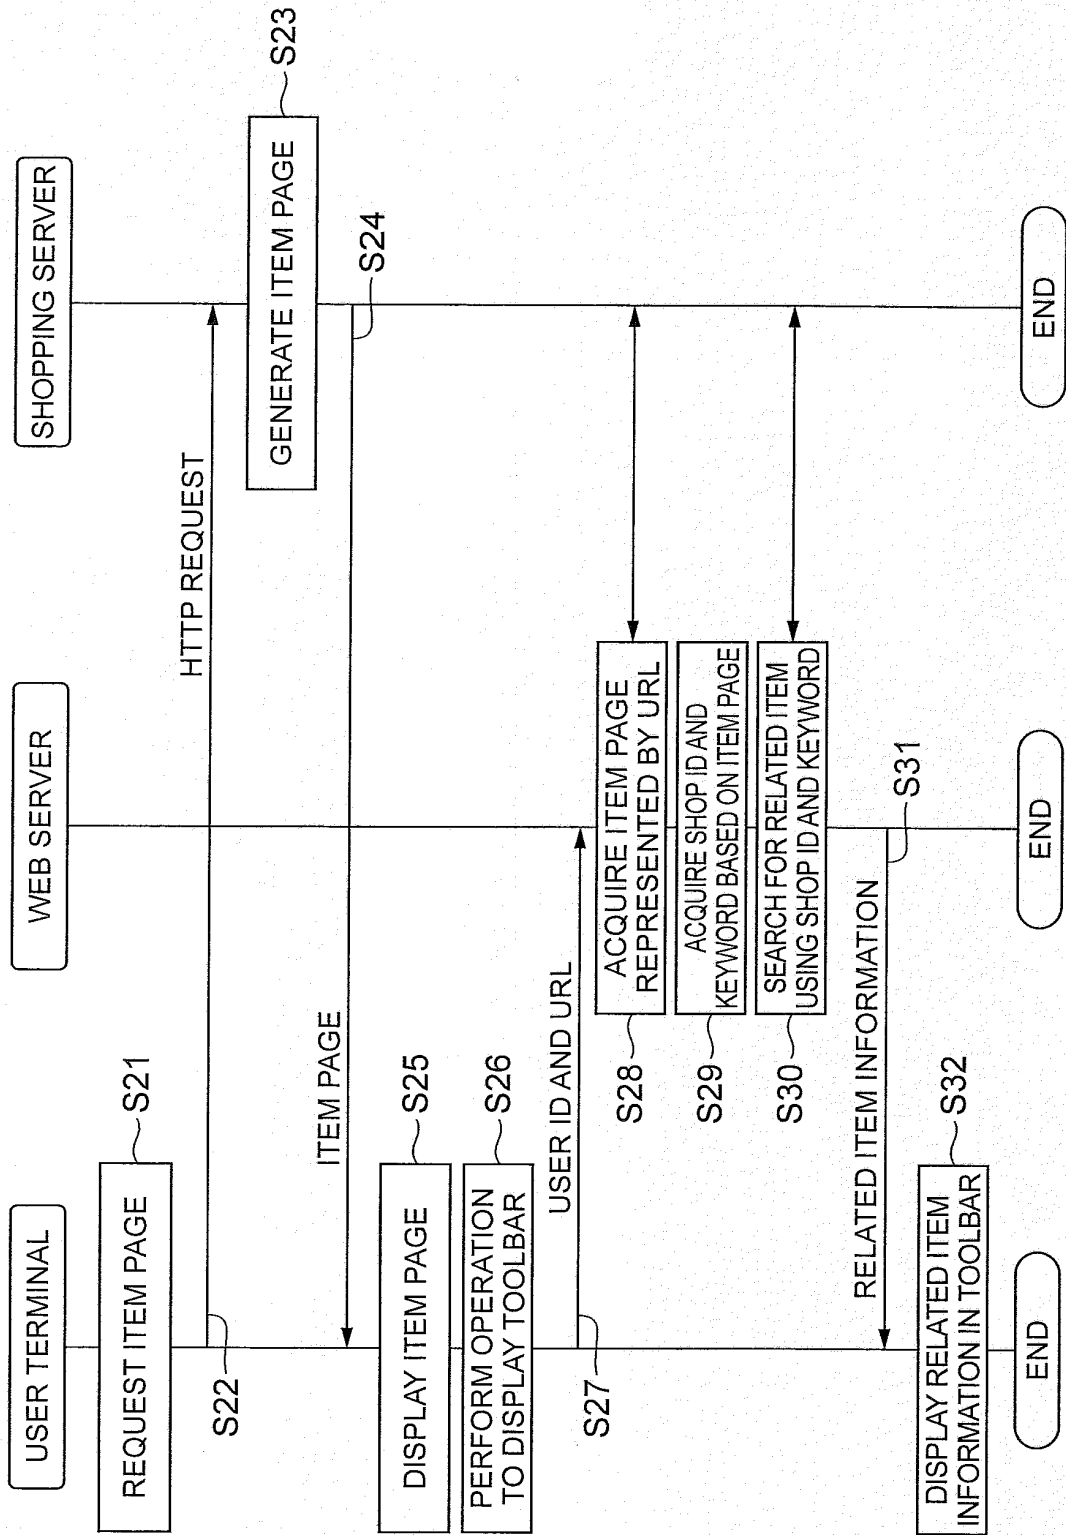 USER TERMINAL
WEB SERVER
SHOPPING SERVER
REQUEST ITEM PAGE
S21
HTTP REQUEST
S22
GENERATE ITEM PAGE
S23
ITEM PAGE
S24
DISPLAY ITEM PAGE
S25
PERFORM OPERATION
TO DISPLAY TOOLBAR
S26
USER ID AND URL
S27
ACQUIRE ITEM PAGE
REPRESENTED BY URL
S28
ACQUIRE SHOP ID AND
KEYWORD BASED ON ITEM PAGE
S29
SEARCH FOR RELATED ITEM
USING SHOP ID AND KEYWORD
S30
RELATED ITEM INFORMATION
S31
DISPLAY RELATED ITEM
INFORMATION IN TOOLBAR
S32
END
END
END